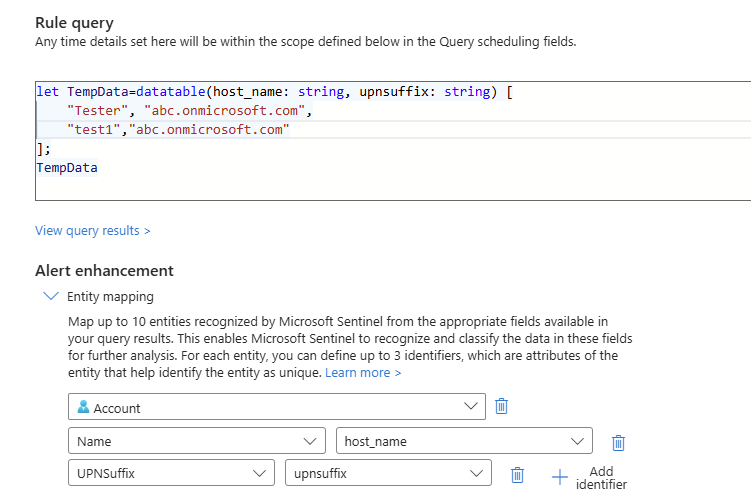 Rule query
Any time details set here will be within the scope defined below in the Query scheduling fields.
let TempData=datatable(host_name: string, upnsuffix: string) [
"Tester", "abc.onmicrosoft.com",
"test1","abc.onmicrosoft.com"
];
TempData
View query results >
Alert enhancement
Entity mapping
Map up to 10 entities recognized by Microsoft Sentinel from the appropriate fields available in
your query results. This enables Microsoft Sentinel to recognize and classify the data in these fields
for further analysis. For each entity, you can define up to 3 identifiers, which are attributes of the
entity that help identify the entity as unique. Learn more >
Account
Name host_name
UPNSuffix upnsuffix Add
identifier